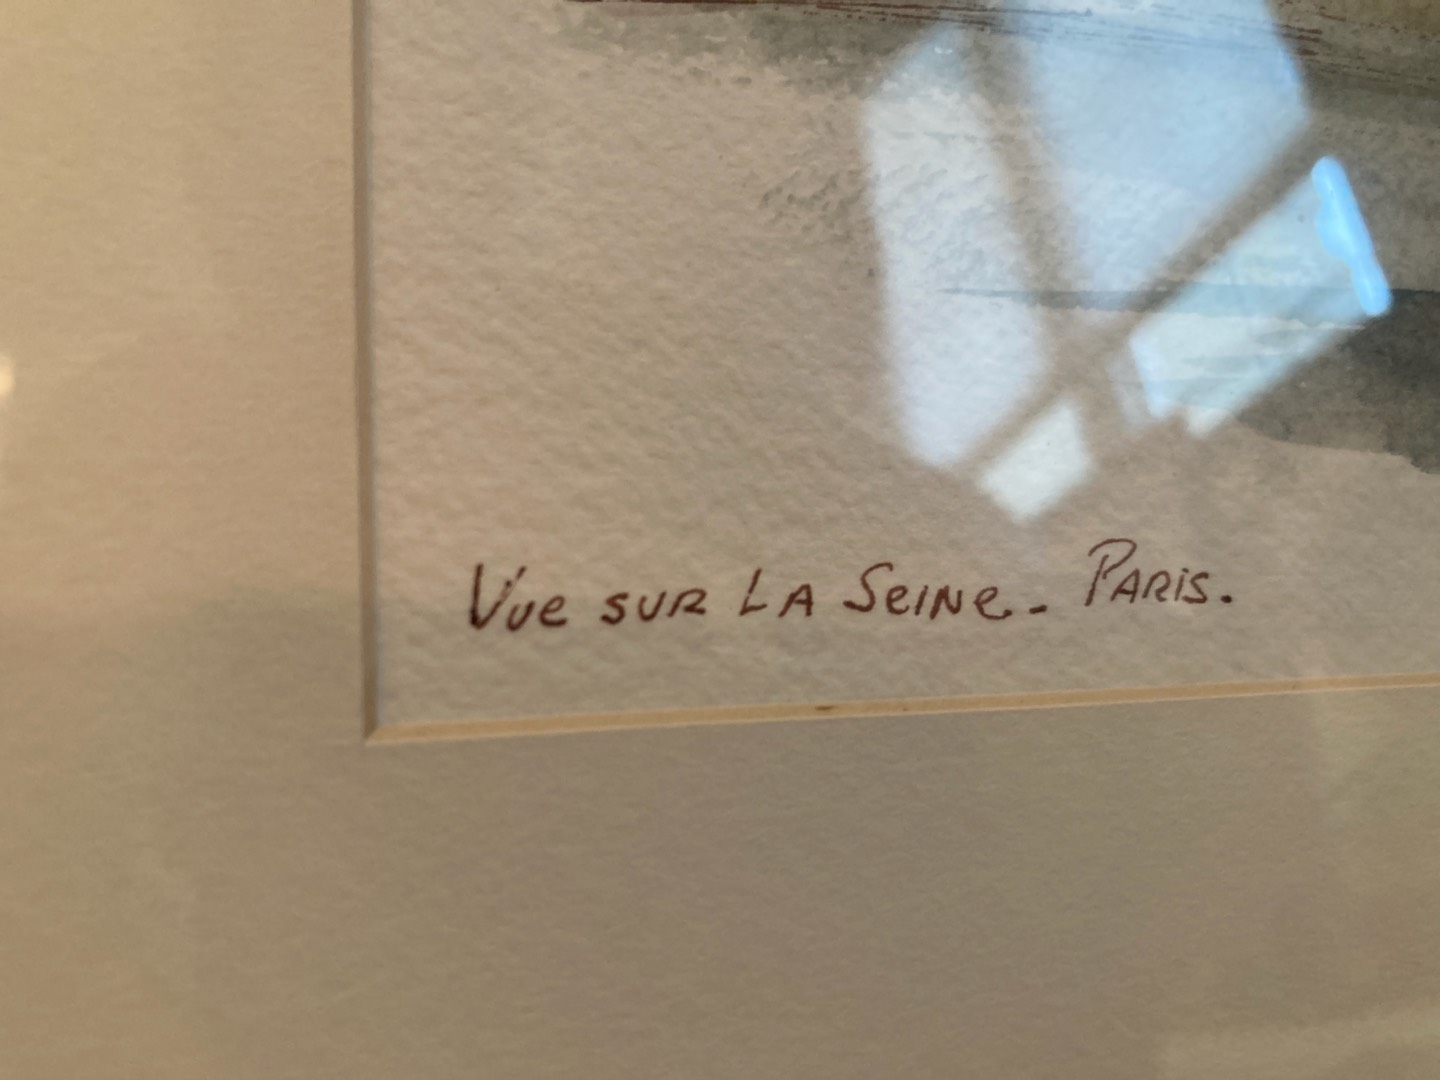 Vue sur la Seine. Paris.